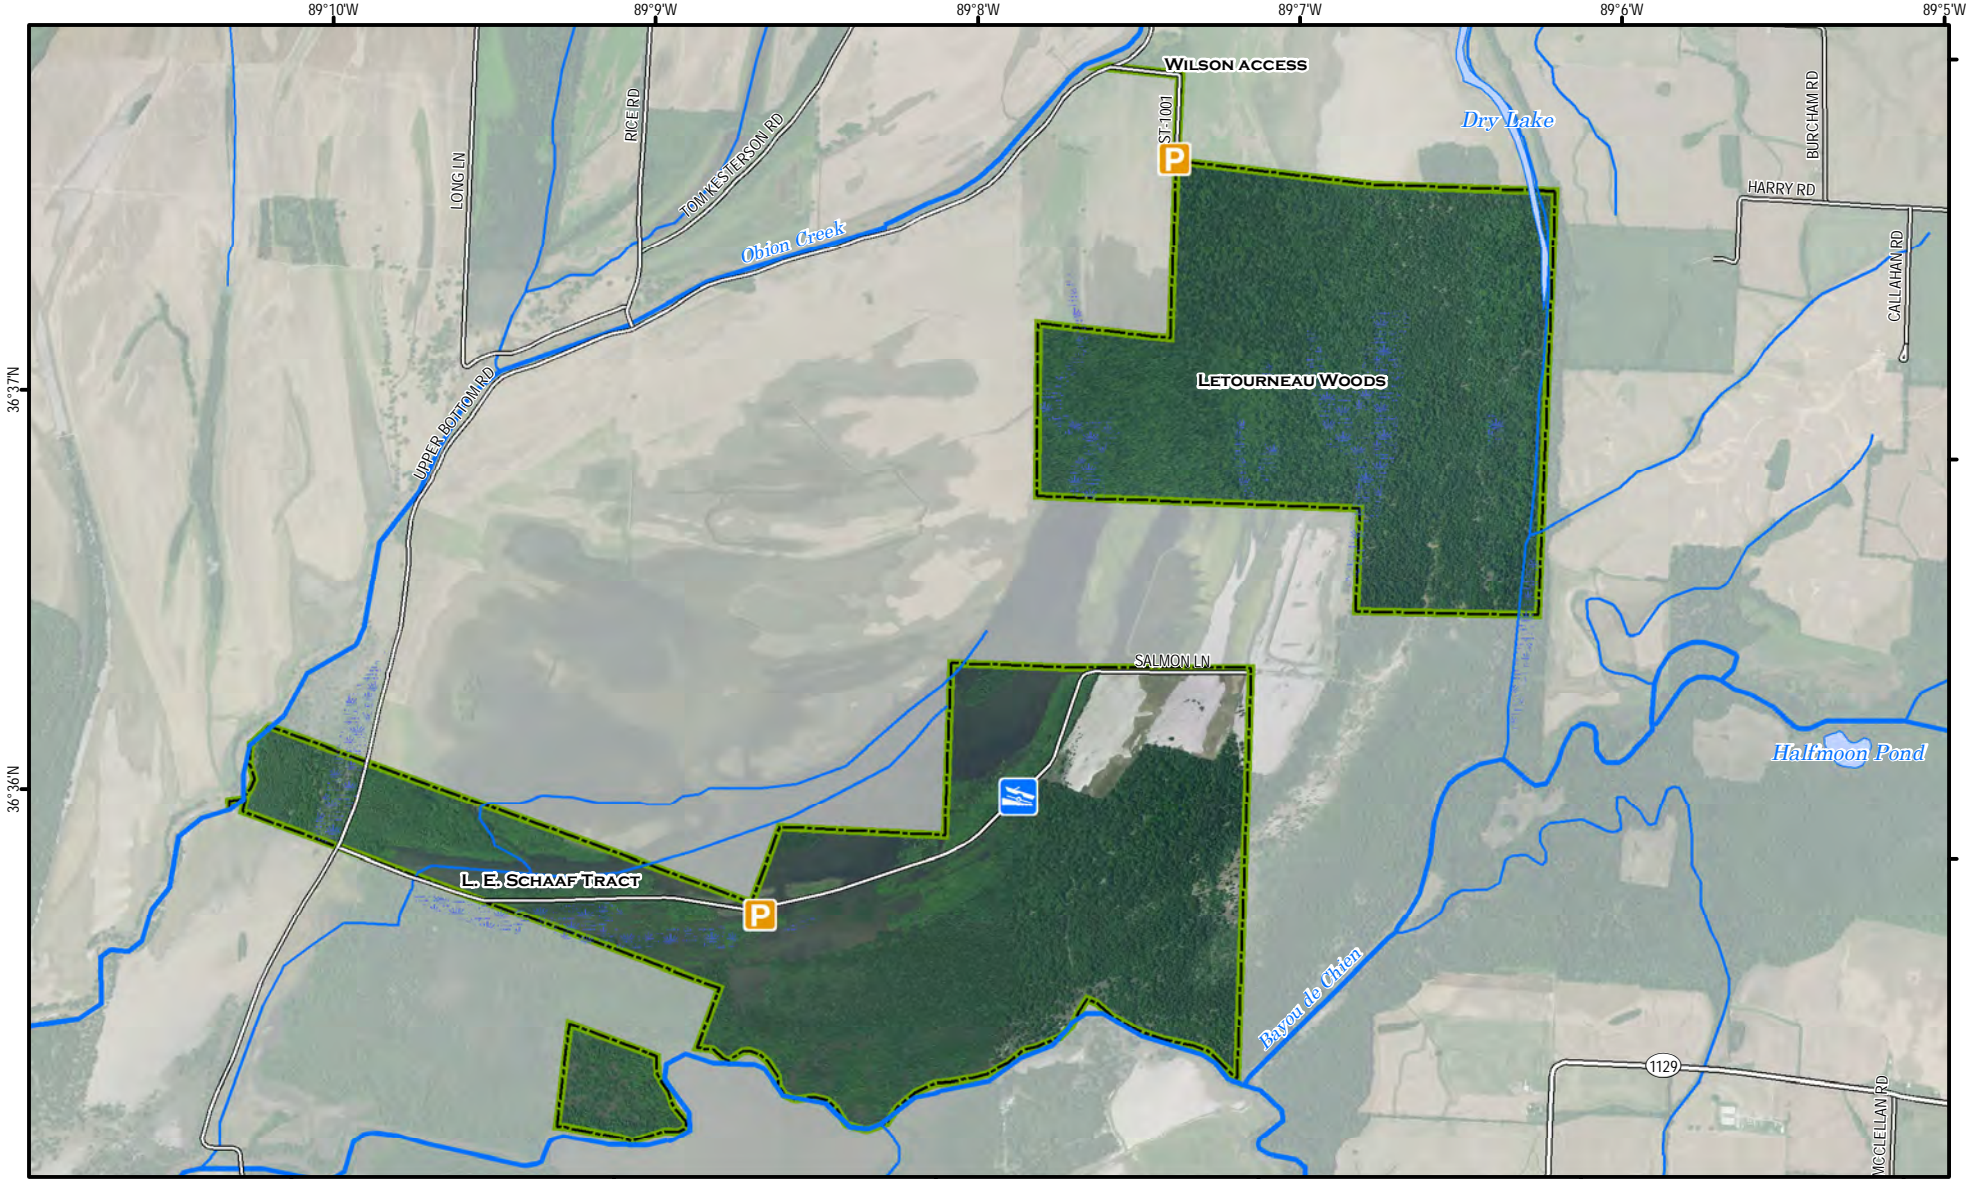 89°10'W
89°9'W
89°8'W
89°7'W
89°6'W
89°5'W
WILSON ACCESS
ST-1001
P
Dry Lake
BURCHAM RD
HARRY RD
CALLAHAN RD
LONG LN
RICE RD
TOM KESTERSON RD
Obion Creek
UPPER BOTTOM RD
36°37'N
LETOURNEAU WOODS
SALMON LN
36°36'N
Halfmoon Pond
L. E. SCHAAF TRACT
P
Bayou de Chien
1129
MCCLELLAN RD